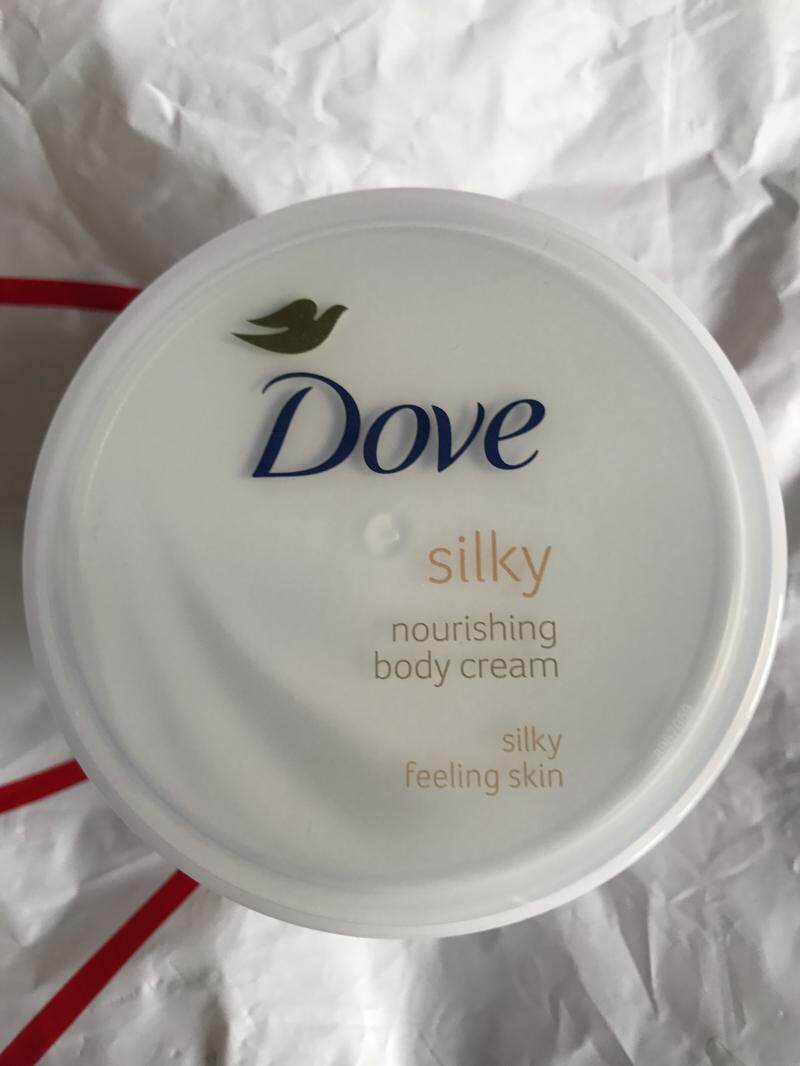 Dove
silky
nourishing
body cream
silky
feeling skin